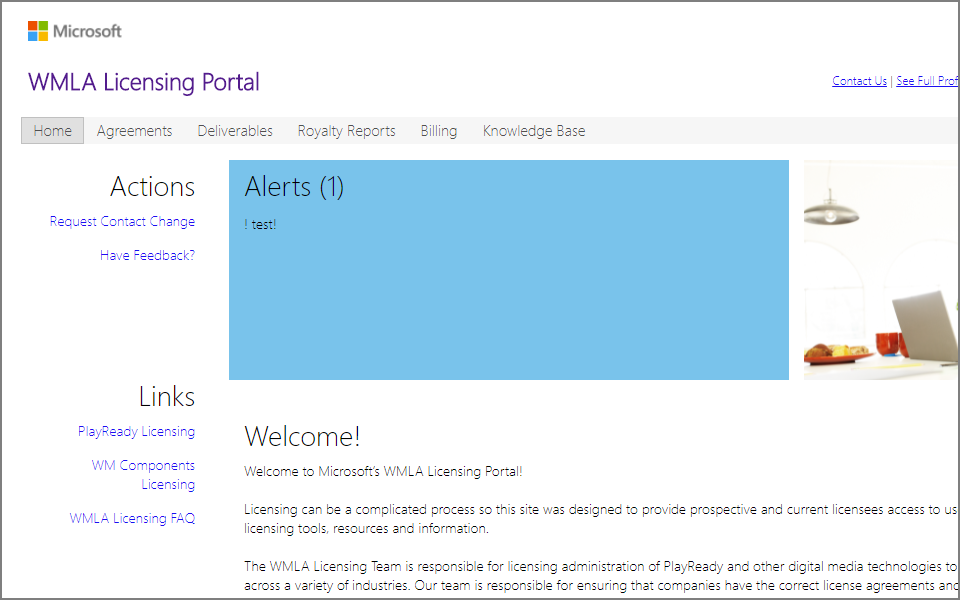 Microsoft
WMLA Licensing Portal
Contact Us | See Full Prof
Home Agreements Deliverables Royalty Reports Billing Knowledge Base
Actions
Request Contact Change
Have Feedback?
Links
PlayReady Licensing
WM Components
Licensing
WMLA Licensing FAQ
Alerts (1)
! test!
Welcome!
Welcome to Microsoft's WMLA Licensing Portal!
Licensing can be a complicated process so this site was designed to provide prospective and current licensees access to us
licensing tools, resources and information.
The WMLA Licensing Team is responsible for licensing administration of PlayReady and other digital media technologies to
across a variety of industries. Our team is responsible for ensuring that companies have the correct license agreements and